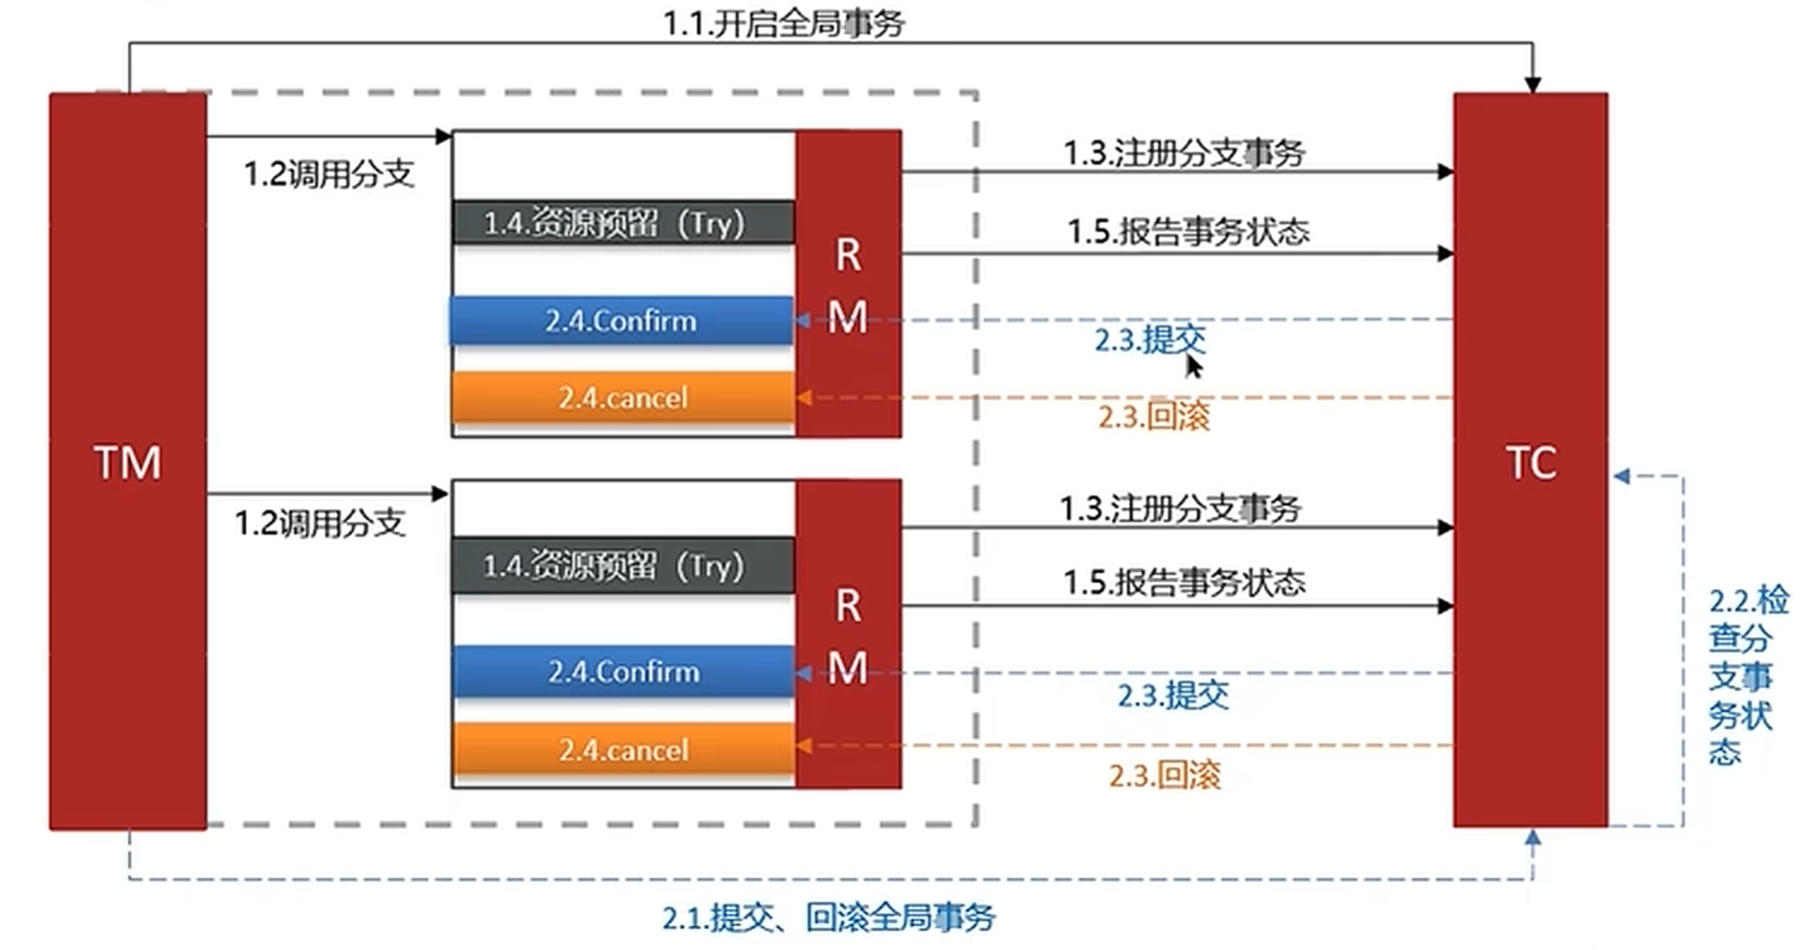 1.1.开启全局事务
TM
1.2调用分支
1.4.资源预留（Try）
2.4.Confirm
2.4.cancel
R
M
1.3.注册分支事务
1.5.报告事务状态
2.3.提交
2.3.回滚
1.2调用分支
1.4.资源预留（Try）
2.4.Confirm
2.4.cancel
R
M
1.3.注册分支事务
1.5.报告事务状态
2.3.提交
2.3.回滚
TC
2.2.检
查分
支事
务状
态
2.1.提交、回滚全局事务